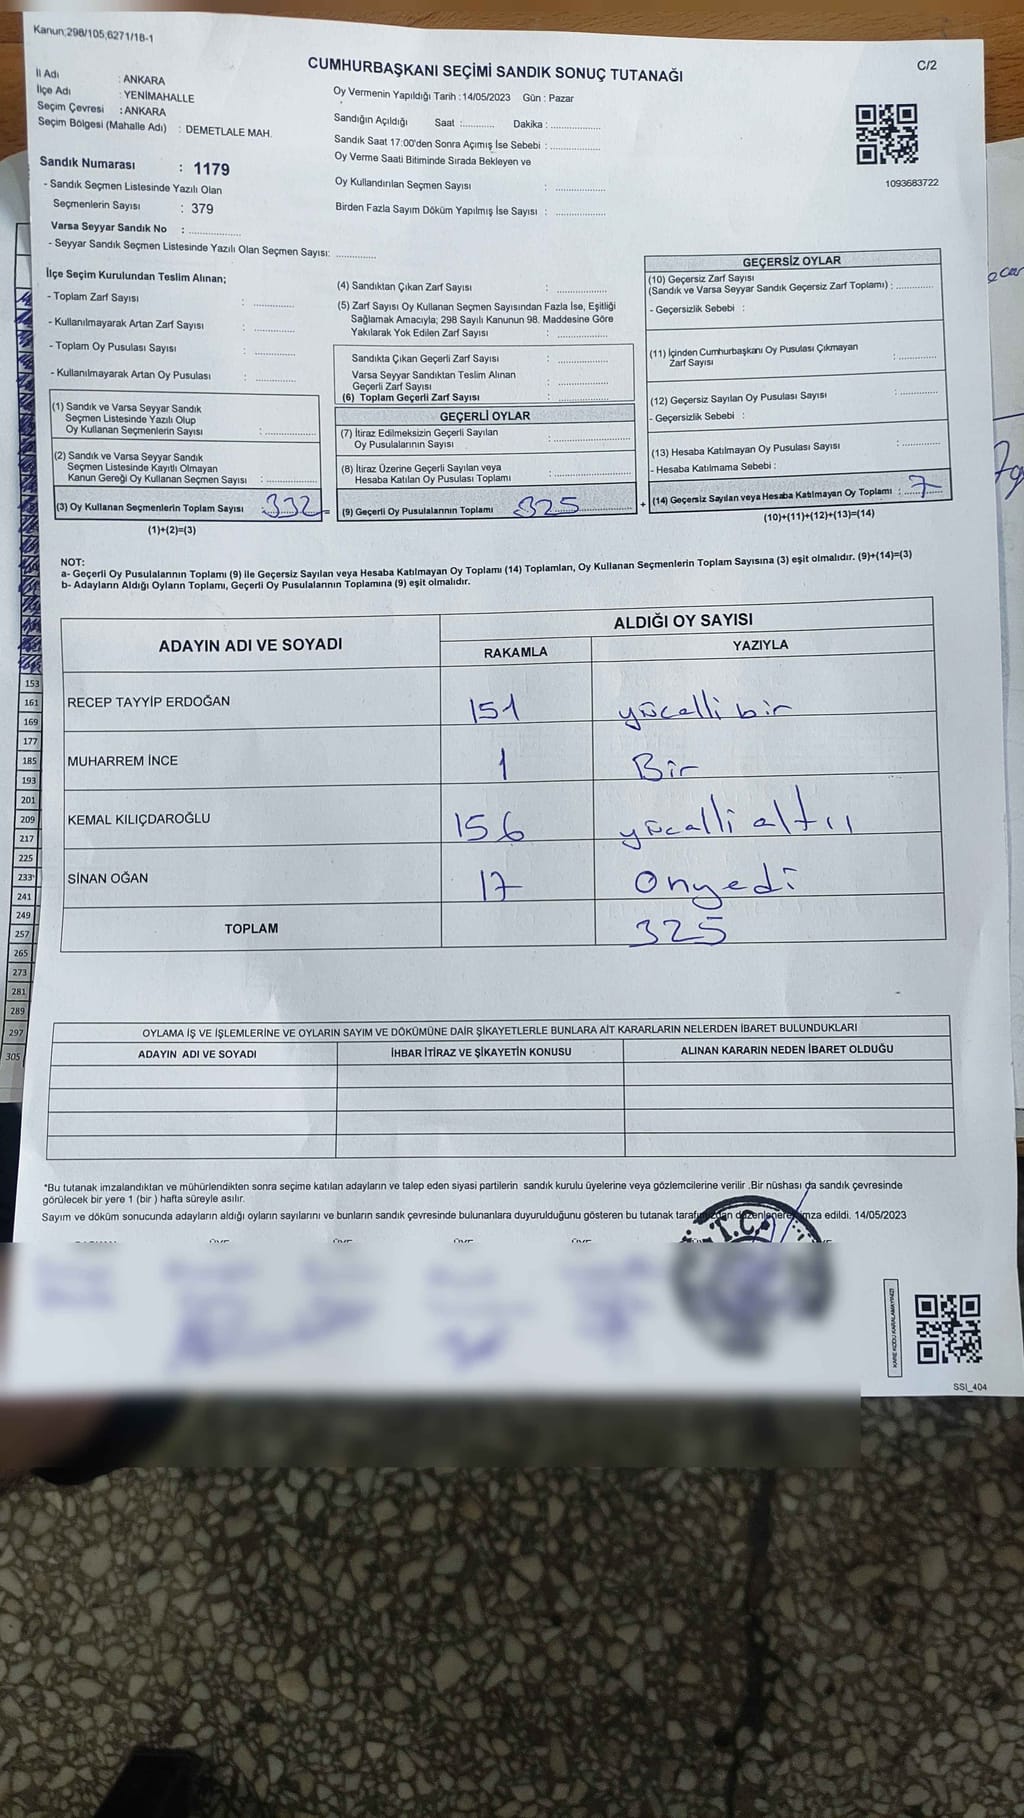 Kanun;298/105,6271/18-1
CUMHURBAŞKANI SEÇİMİ SANDIK SONUÇ TUTANAĞI
C/2
İl Adı : ANKARA
İlçe Adı : YENİMAHALLE
Seçim Çevresi : ANKARA
Seçim Bölgesi (Mahalle Adı) : DEMETLALE MAH.
Sandık Numarası : 1179
- Sandık Seçmen Listesinde Yazılı Olan
Seçmenlerin Sayısı : 379
Varsa Seyyar Sandık No : ............
- Seyyar Sandık Seçmen Listesinde Yazılı Olan Seçmen Sayısı: ............
Oy Vermenin Yapıldığı Tarih :14/05/2023 Gün : Pazar
Sandığın Açıldığı Saat :.......... Dakika : ...............
Sandık Saat 17:00'den Sonra Açımış İse Sebebi : ...............
Oy Verme Saati Bitiminde Sırada Bekleyen ve
Oy Kullandırılan Seçmen Sayısı : ...............
Birden Fazla Sayım Döküm Yapılmış İse Sayısı : ...............
1093683722
İlçe Seçim Kurulundan Teslim Alınan;
- Toplam Zarf Sayısı : ............
- Kullanılmayarak Artan Zarf Sayısı : ............
- Toplam Oy Pusulası Sayısı : ............
- Kullanılmayarak Artan Oy Pusulası : ............
(1) Sandık ve Varsa Seyyar Sandık
Seçmen Listesinde Yazılı Olup
Oy Kullanan Seçmenlerin Sayısı : ...............
(2) Sandık ve Varsa Seyyar Sandık
Seçmen Listesinde Kayıtlı Olmayan
Kanun Gereği Oy Kullanan Seçmen Sayısı : ...............
(3) Oy Kullanan Seçmenlerin Toplam Sayısı 332 =
(1)+(2)=(3)
(4) Sandıktan Çıkan Zarf Sayısı : ...............
(5) Zarf Sayısı Oy Kullanan Seçmen Sayısından Fazla İse, Eşitliği
Sağlamak Amacıyla; 298 Sayılı Kanunun 98. Maddesine Göre
Yakılarak Yok Edilen Zarf Sayısı : ...............
Sandıkta Çıkan Geçerli Zarf Sayısı : ...............
Varsa Seyyar Sandıktan Teslim Alınan
Geçerli Zarf Sayısı : ...............
(6) Toplam Geçerli Zarf Sayısı : ...............
GEÇERLİ OYLAR
(7) İtiraz Edilmeksizin Geçerli Sayılan
Oy Pusulalarının Sayısı : ...............
(8) İtiraz Üzerine Geçerli Sayılan veya
Hesaba Katılan Oy Pusulası Toplamı : ...............
(9) Geçerli Oy Pusulalarının Toplamı 325 +
GEÇERSİZ OYLAR
(10) Geçersiz Zarf Sayısı
(Sandık ve Varsa Seyyar Sandık Geçersiz Zarf Toplamı) : ............
- Geçersizlik Sebebi :
(11) İçinden Cumhurbaşkanı Oy Pusulası Çıkmayan
Zarf Sayısı : ............
(12) Geçersiz Sayılan Oy Pusulası Sayısı : ............
- Geçersizlik Sebebi :
(13) Hesaba Katılmayan Oy Pusulası Sayısı : ............
- Hesaba Katılmama Sebebi :
(14) Geçersiz Sayılan veya Hesaba Katılmayan Oy Toplamı : 7
(10)+(11)+(12)+(13)=(14)
NOT:
a- Geçerli Oy Pusulalarının Toplamı (9) ile Geçersiz Sayılan veya Hesaba Katılmayan Oy Toplamı (14) Toplamları, Oy Kullanan Seçmenlerin Toplam Sayısına (3) eşit olmalıdır. (9)+(14)=(3)
b- Adayların Aldığı Oyların Toplamı, Geçerli Oy Pusulalarının Toplamına (9) eşit olmalıdır.
ADAYIN ADI VE SOYADI
ALDIĞI OY SAYISI
RAKAMLA YAZIYLA
RECEP TAYYİP ERDOĞAN 151 yücelli bir
MUHARREM İNCE 1 Bir
KEMAL KILIÇDAROĞLU 156 yücelli altıı
SİNAN OĞAN 17 Onyedi
TOPLAM 325
OYLAMA İŞ VE İŞLEMLERİNE VE OYLARIN SAYIM VE DÖKÜMÜNE DAİR ŞİKAYETLERLE BUNLARA AİT KARARLARIN NELERDEN İBARET BULUNDUKLARI
ADAYIN ADI VE SOYADI İHBAR İTİRAZ VE ŞİKAYETİN KONUSU ALINAN KARARIN NEDEN İBARET OLDUĞU
*Bu tutanak imzalandıktan ve mühürlendikten sonra seçime katılan adayların ve talep eden siyasi partilerin sandık kurulu üyelerine veya gözlemcilerine verilir .Bir nüshası da sandık çevresinde
görülecek bir yere 1 (bir ) hafta süreyle asılır.
Sayım ve döküm sonucunda adayların aldığı oyların sayılarını ve bunların sandık çevresinde bulunanlara duyurulduğunu gösteren bu tutanak tarafımızdan düzenlenerek imza edildi. 14/05/2023
T.C.
KARE KODU KARALAMAYINIZ!
SSI_404
153
161
169
177
185
193
201
209
217
225
233
241
249
257
265
273
281
289
297
305